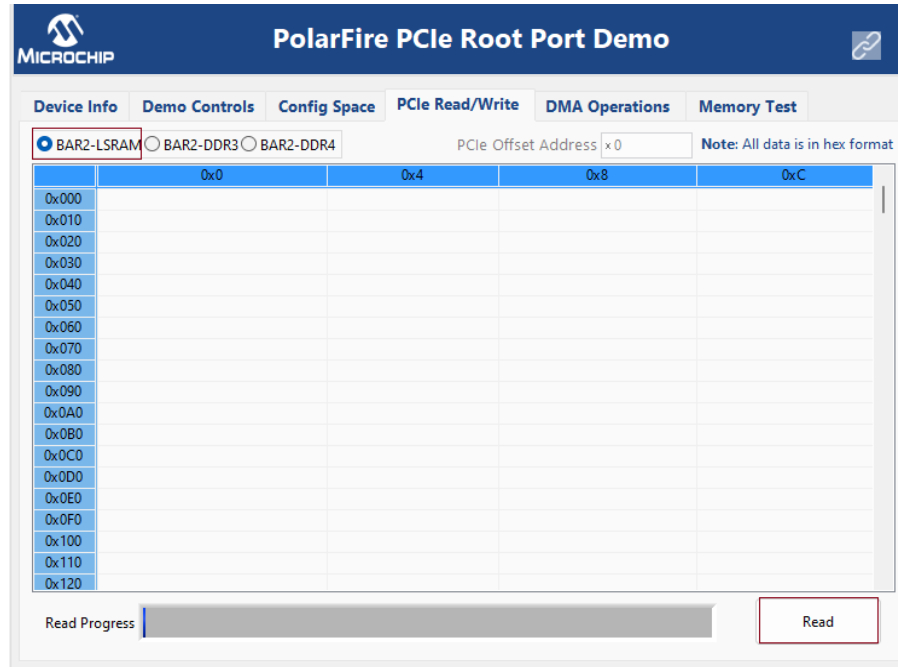 MICROCHIP
PolarFire PCIe Root Port Demo
Device Info Demo Controls Config Space PCIe Read/Write DMA Operations Memory Test
BAR2-LSRAM BAR2-DDR3 BAR2-DDR4 PCIe Offset Address x 0 Note: All data is in hex format
0x0 0x4 0x8 0xC
0x000
0x010
0x020
0x030
0x040
0x050
0x060
0x070
0x080
0x090
0x0A0
0x0B0
0x0C0
0x0D0
0x0E0
0x0F0
0x100
0x110
0x120
Read Progress Read